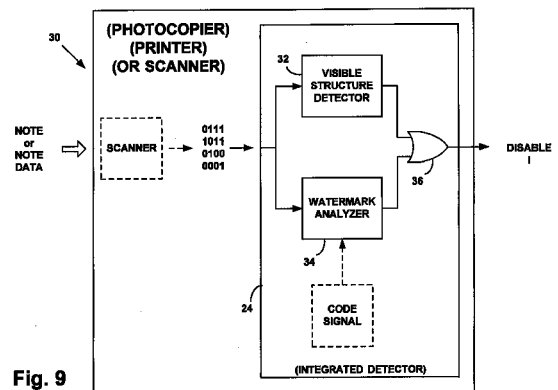 30
(PHOTOCOPIER)
(PRINTER)
(OR SCANNER)
NOTE
or
NOTE
DATA
SCANNER
0111
1011
0100
0001
32
VISIBLE
STRUCTURE
DETECTOR
WATERMARK
ANALYZER
34
36
DISABLE
I
24
CODE
SIGNAL
(INTEGRATED DETECTOR)
Fig. 9